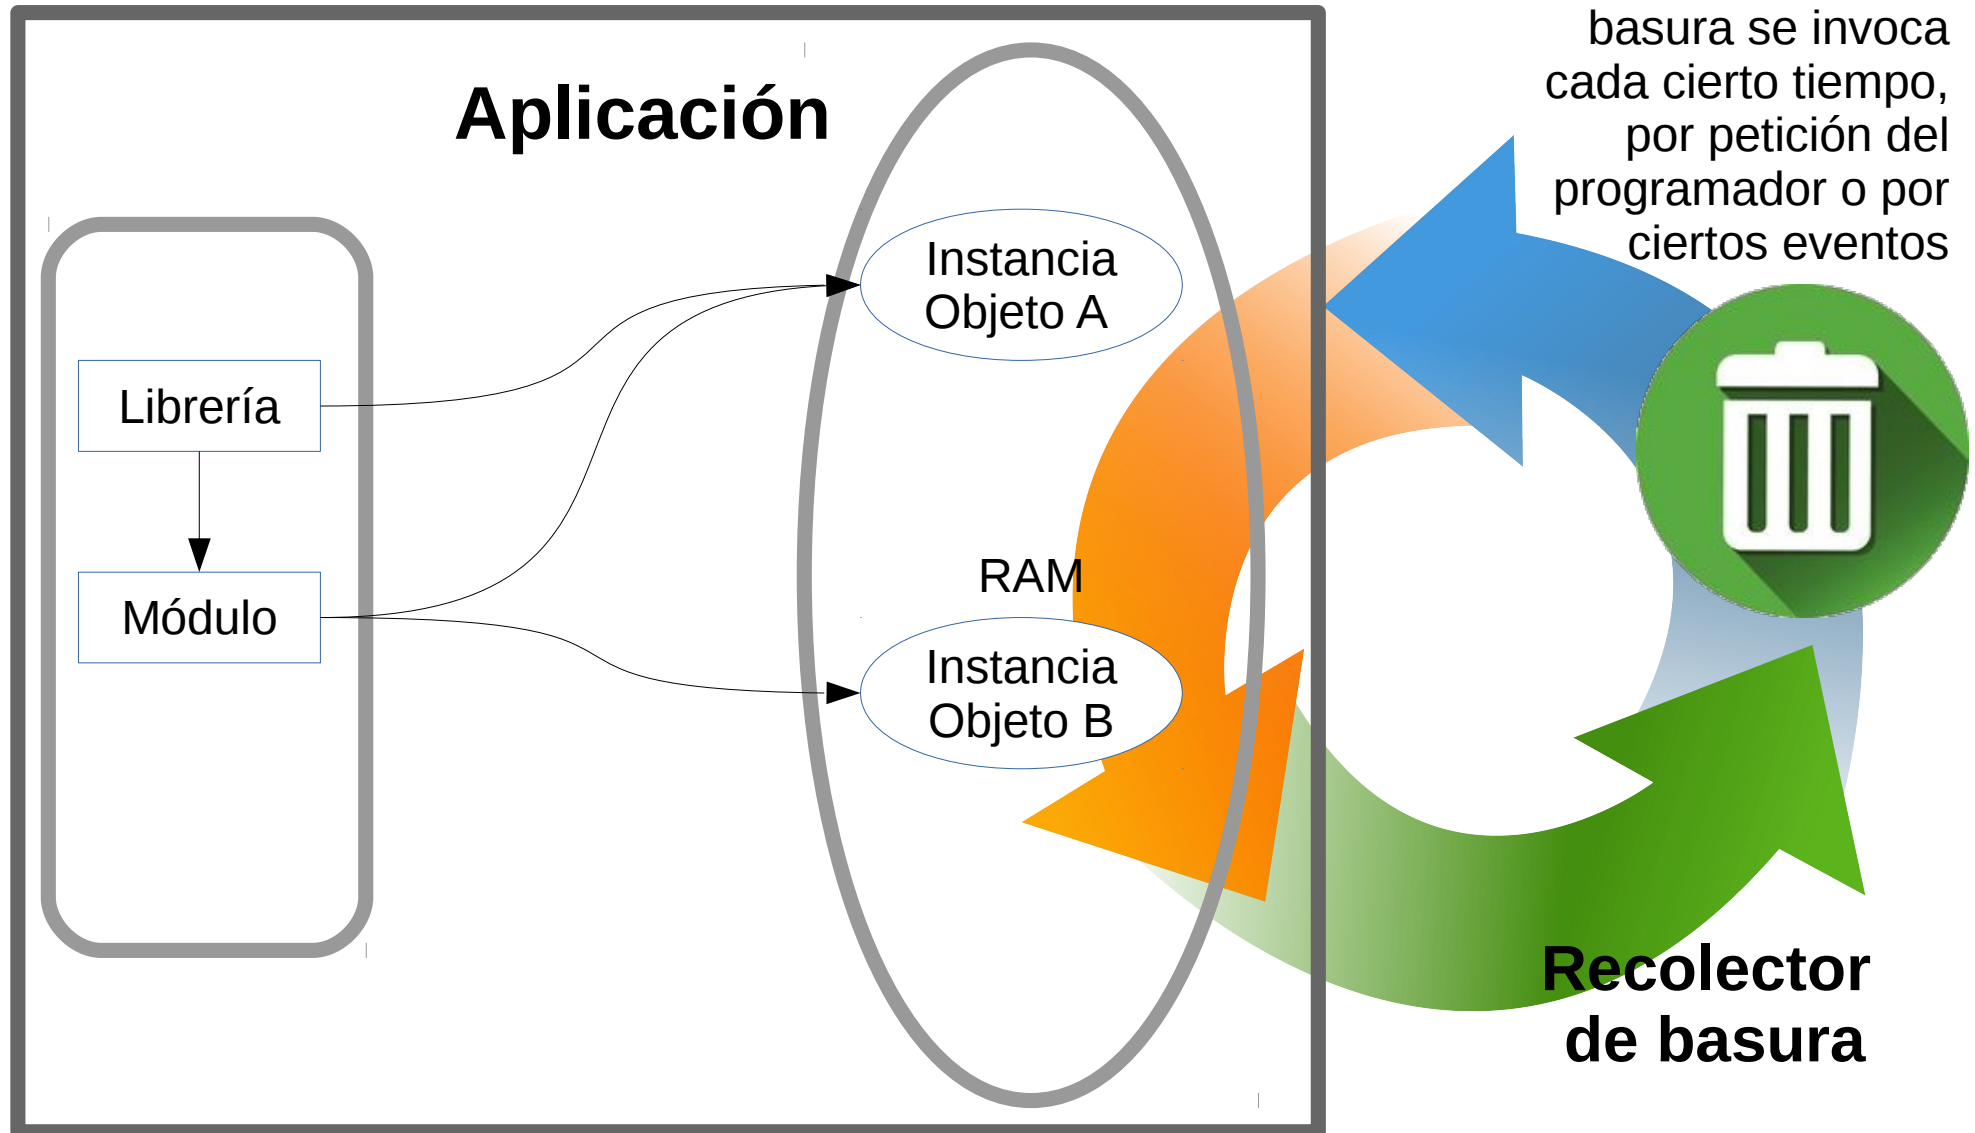 basura se invoca
cada cierto tiempo,
por petición del
programador o por
ciertos eventos
Aplicación
Instancia
Objeto A
Librería
RAM
Módulo
Instancia
Objeto B
Recolector
de basura